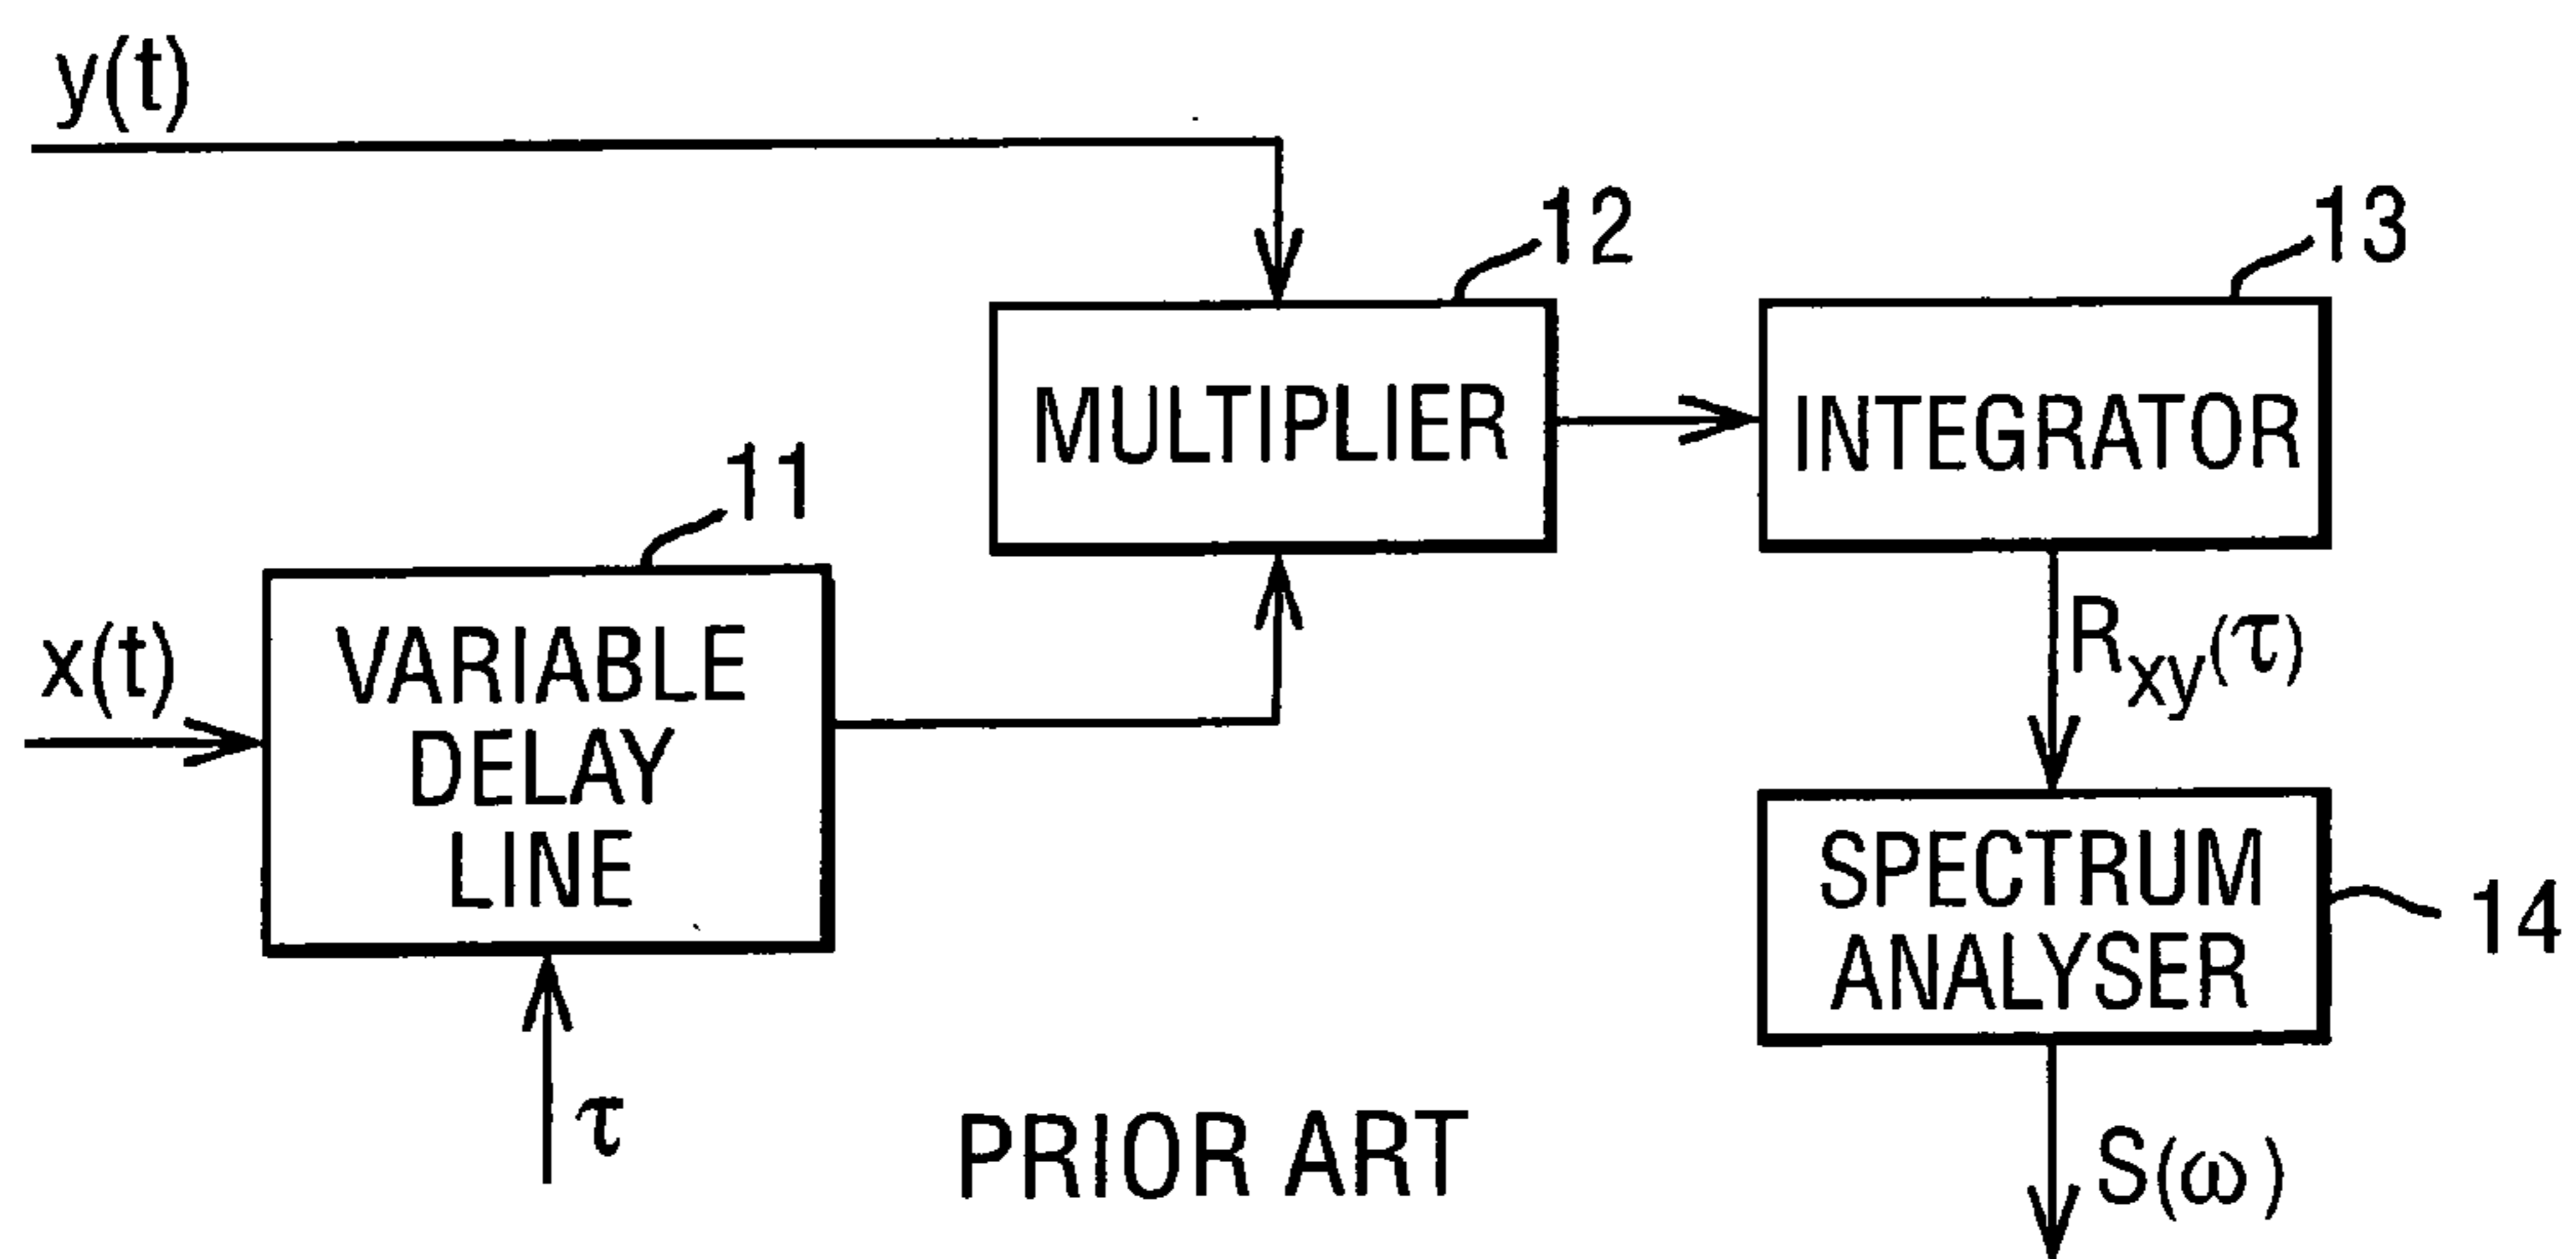 y(t)
12
13
MULTIPLIER
INTEGRATOR
11
x(t)
VARIABLE
DELAY
LINE
R_xy(τ)
SPECTRUM
ANALYSER
14
τ
PRIOR ART
S(ω)